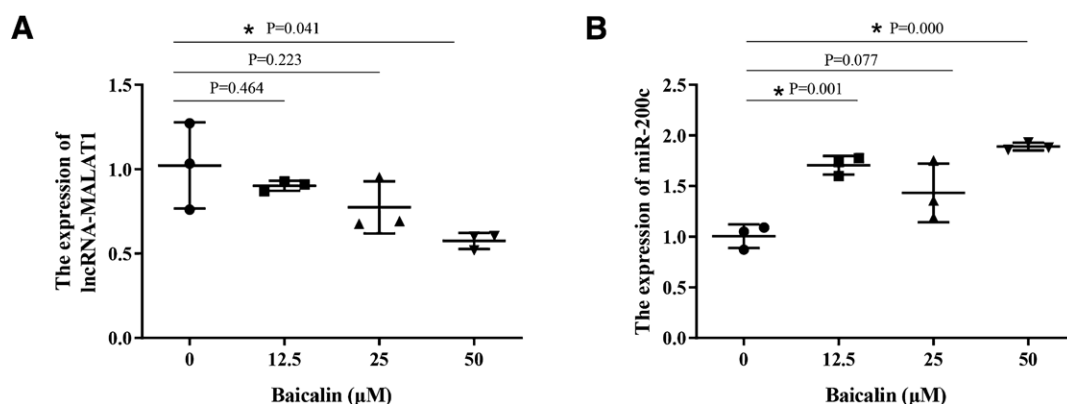 A
* P=0.041
P=0.223
P=0.464
The expression of
lncRNA-MALAT1
1.5
1.0
0.5
0.0
0 12.5 25 50
Baicalin (μM)
B
* P=0.000
P=0.077
* P=0.001
The expression of miR-200c
2.5
2.0
1.5
1.0
0.5
0.0
0 12.5 25 50
Baicalin (μM)